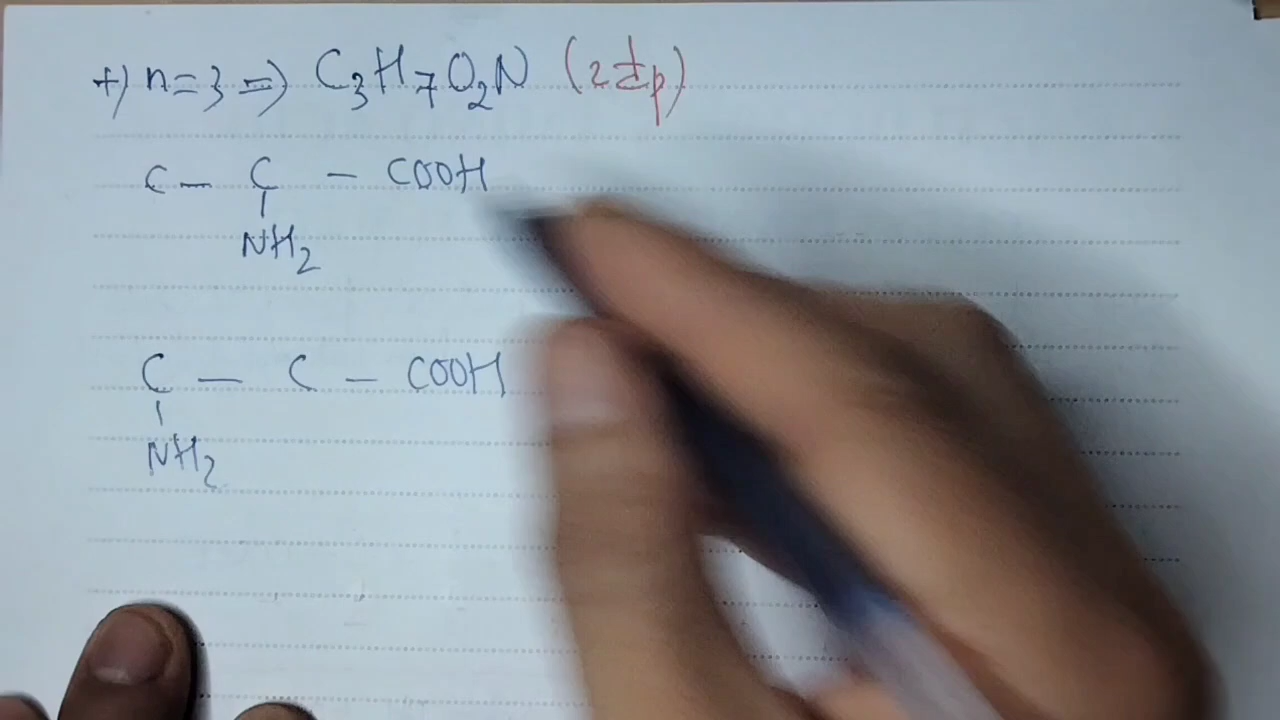 +) n=3 => C3H7O2N (2 đp)
C - C - COOH
NH2
C - C - COOH
NH2